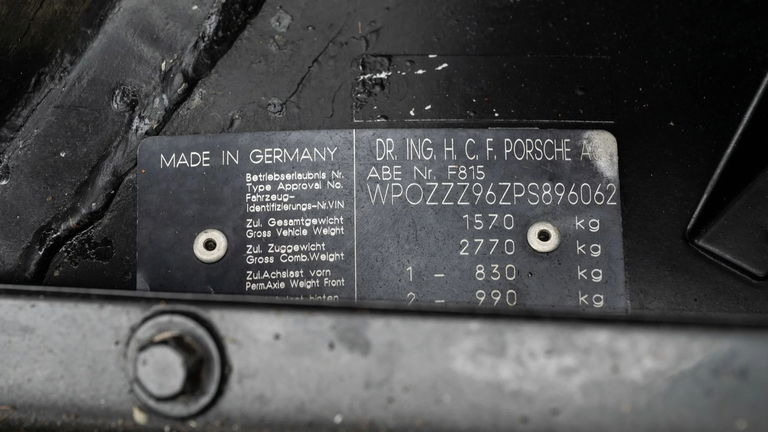 MADE IN GERMANY
Betriebserlaubnis Nr.
Type Approval No.
Fahrzeug-
Identifizierungs-Nr.VIN
Zul. Gesamtgewicht
Gross Vehicle Weight
Zul. Zuggewicht
Gross Comb.Weight
Zul.Achslast vorn
Perm.Axle Weight Front
DR. ING. H. C. F. PORSCHE
ABE Nr. F815
WPOZZZ96ZPS896062
1570 kg
2770 kg
1 - 830 kg
2 - 990 kg